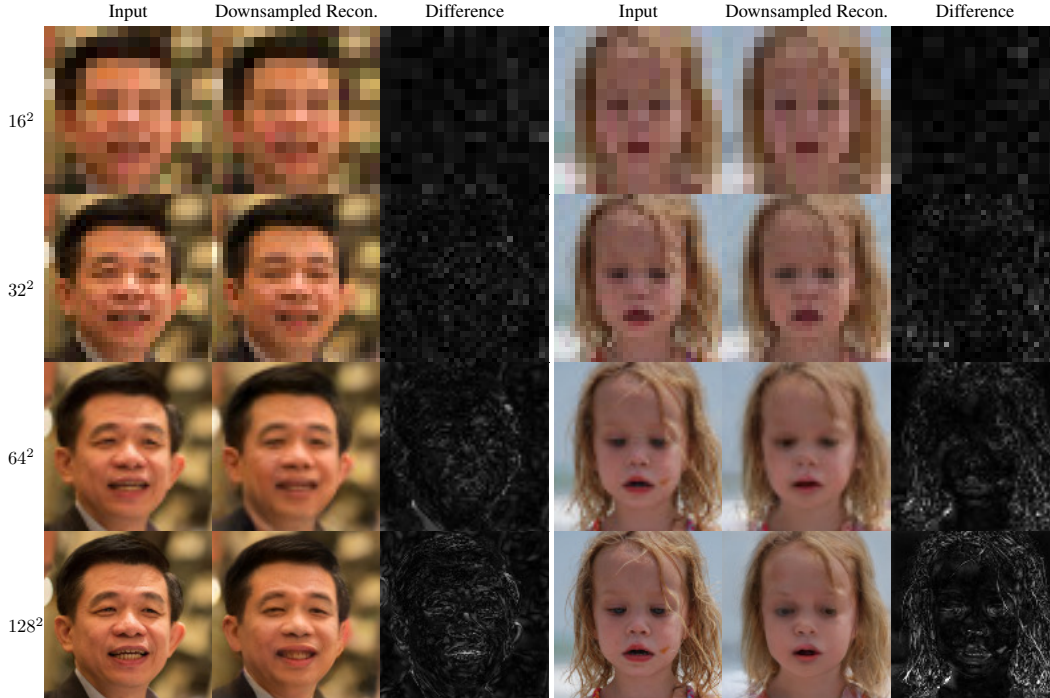 Input Downsampled Recon. Difference Input Downsampled Recon. Difference
16²
32²
64²
128²